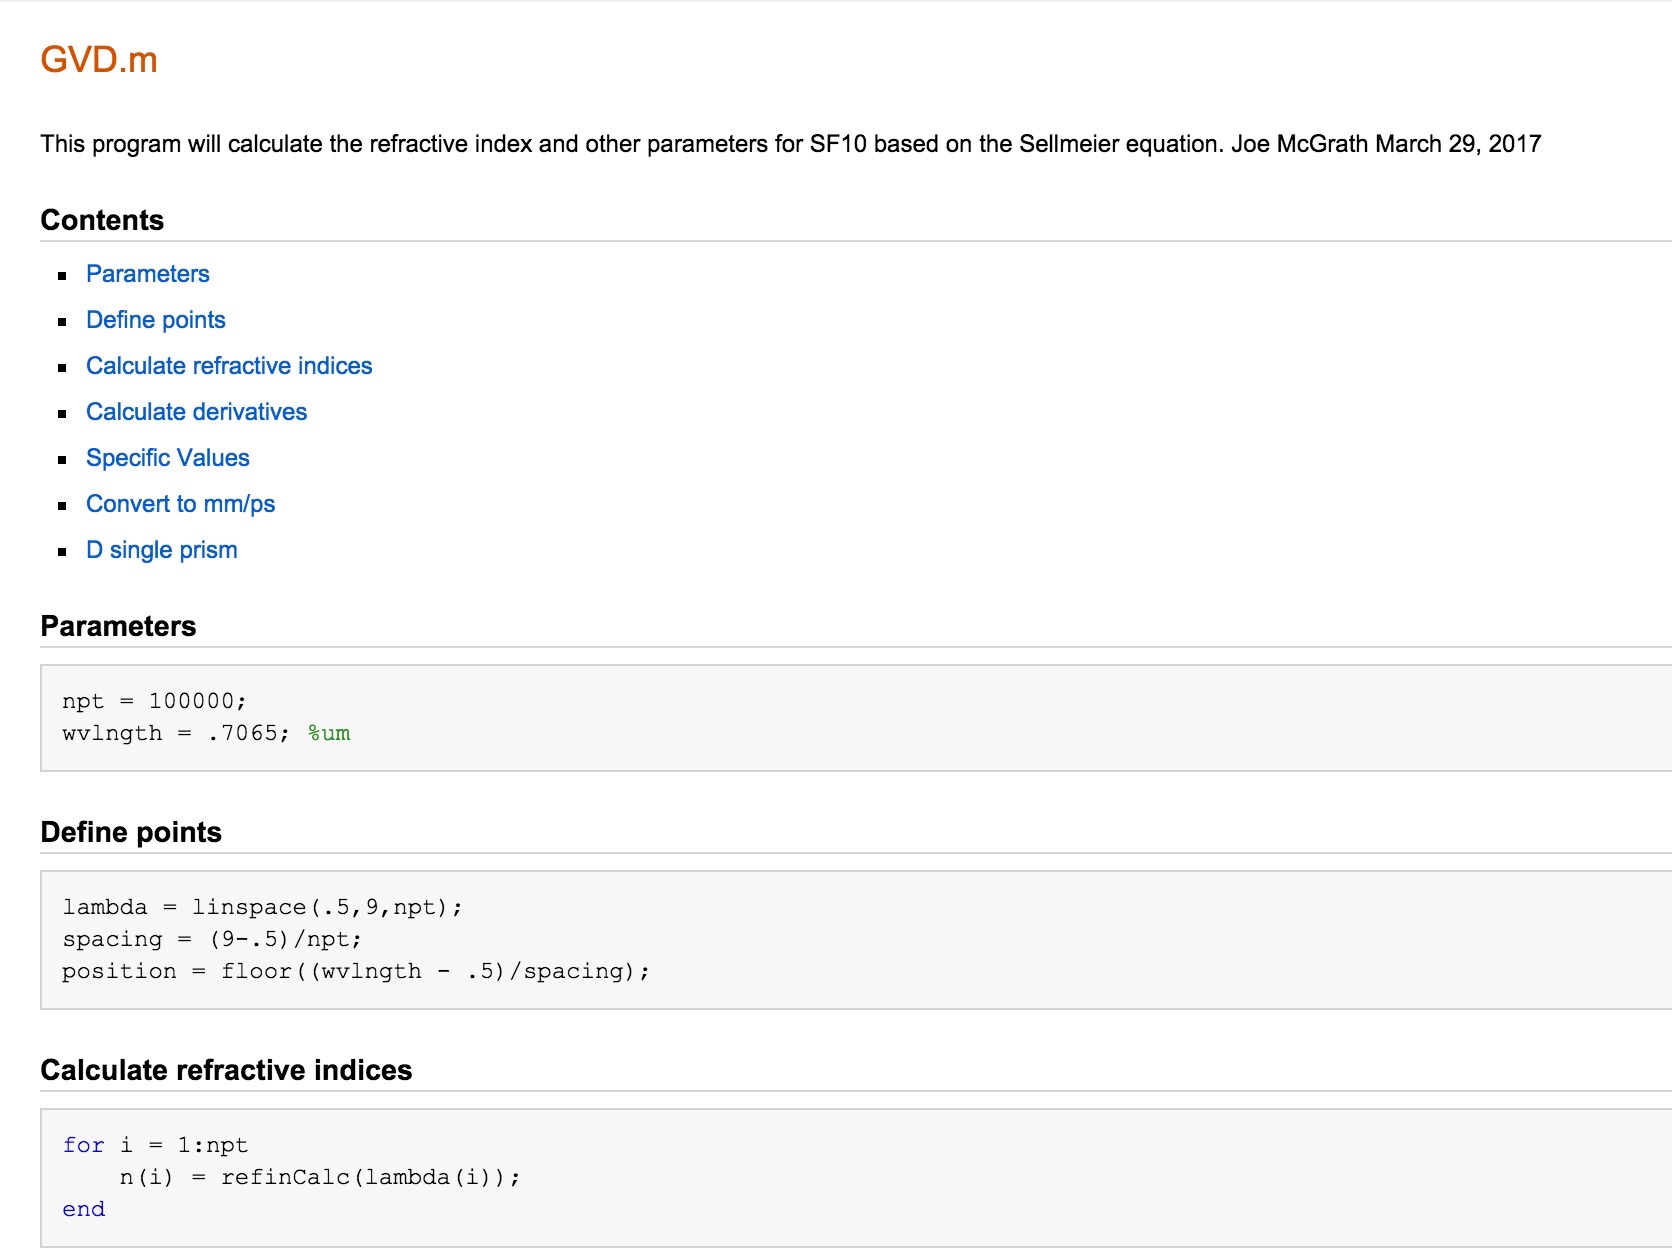 GVD.m
This program will calculate the refractive index and other parameters for SF10 based on the Sellmeier equation. Joe McGrath March 29, 2017
Contents
Parameters
Define points
Calculate refractive indices
Calculate derivatives
Specific Values
Convert to mm/ps
D single prism
Parameters
npt = 100000;
wvlngth = .7065; %um
Define points
lambda = linspace(.5,9,npt);
spacing = (9-.5)/npt;
position = floor((wvlngth - .5)/spacing);
Calculate refractive indices
for i = 1:npt
    n(i) = refinCalc(lambda(i));
end